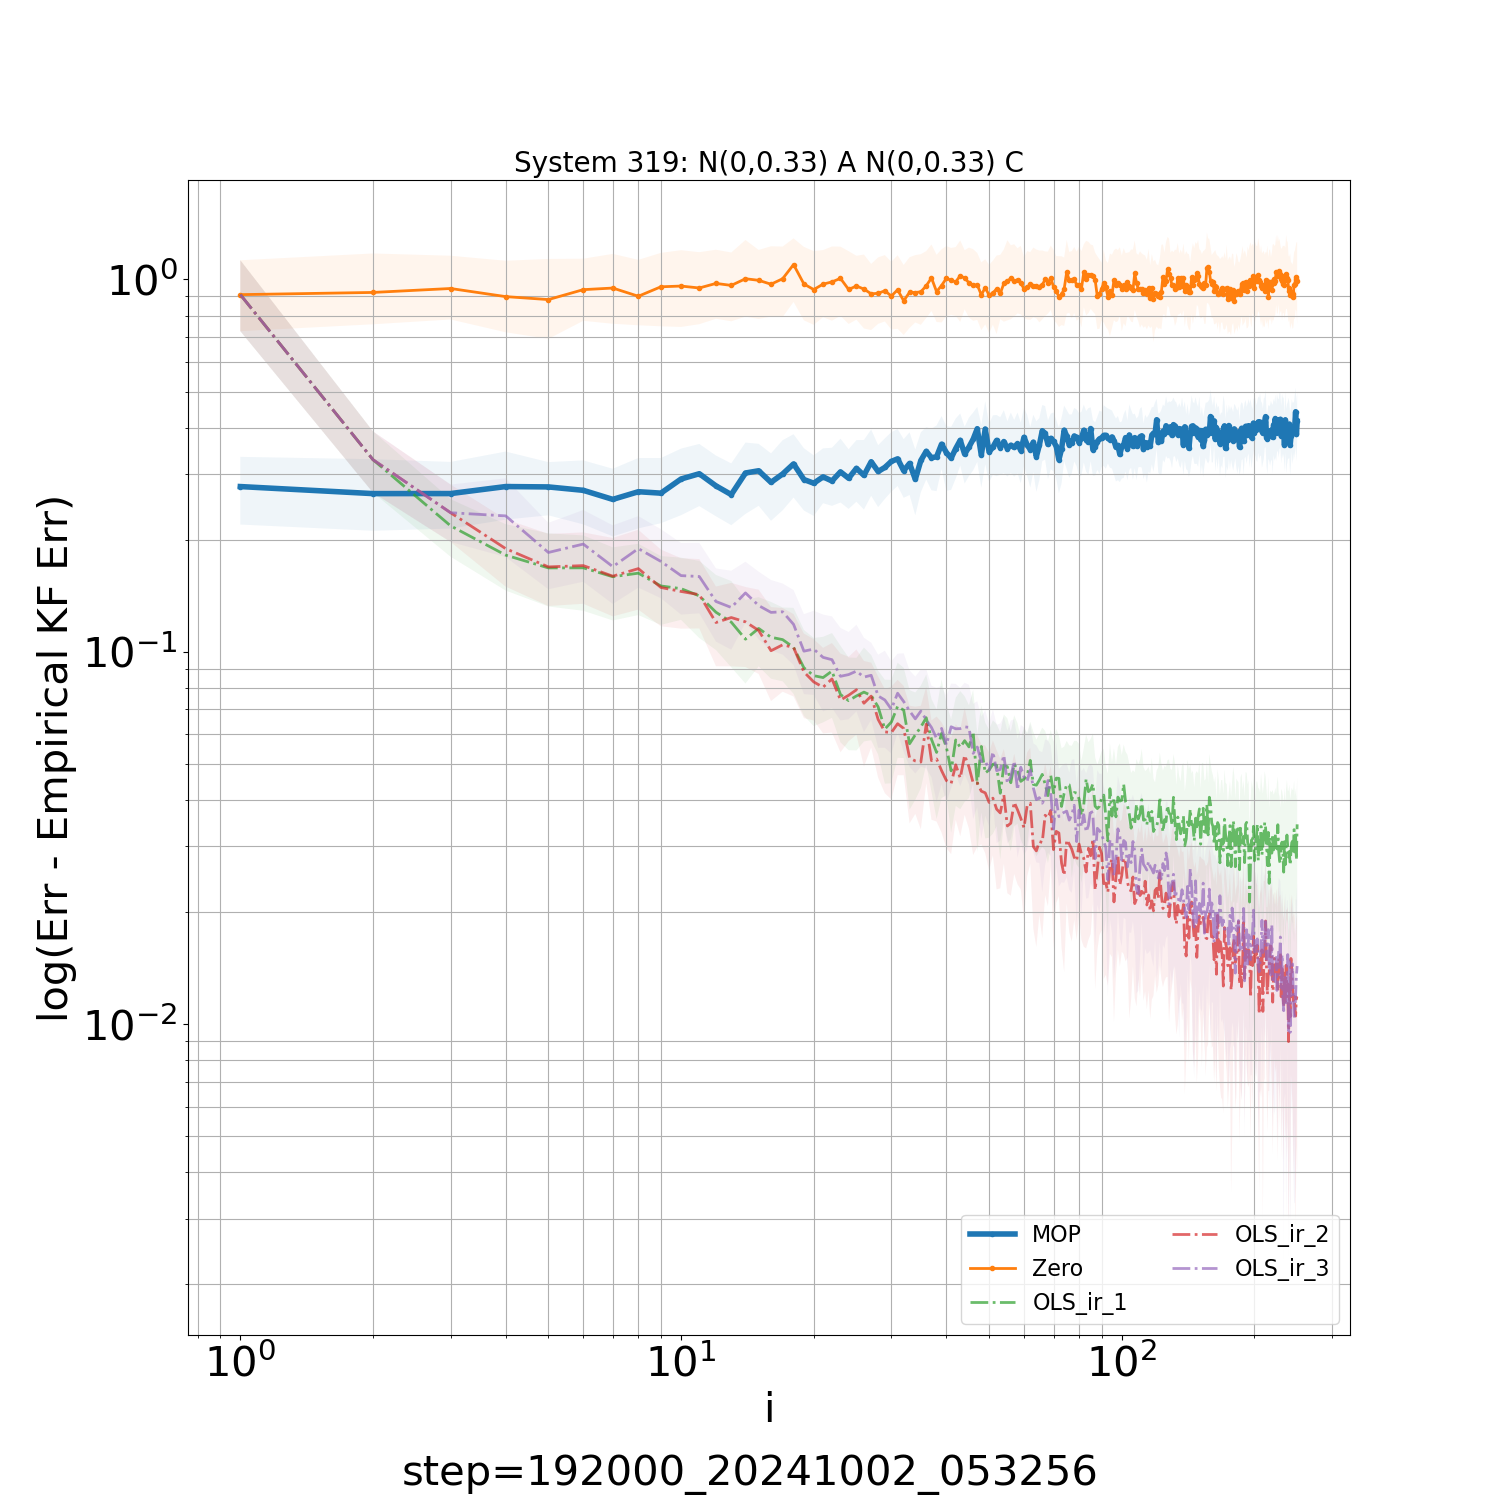 System 319: N(0,0.33) A N(0,0.33) C
log(Err - Empirical KF Err)
10⁰
10⁻¹
10⁻²
MOP
Zero
OLS_ir_1
OLS_ir_2
OLS_ir_3
10⁰ 10¹ 10²
i
step=192000_20241002_053256